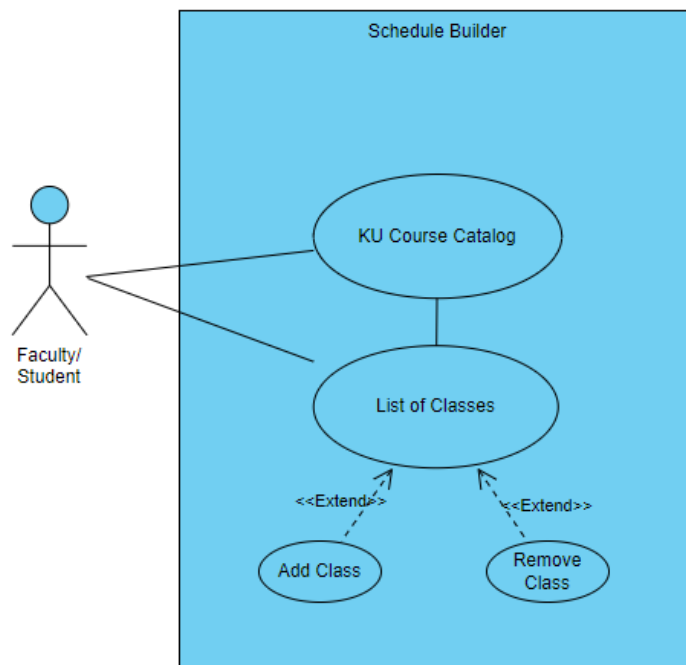 Schedule Builder
KU Course Catalog
Faculty/
Student
List of Classes
<<Extend>>
<<Extend>>
Add Class
Remove
Class